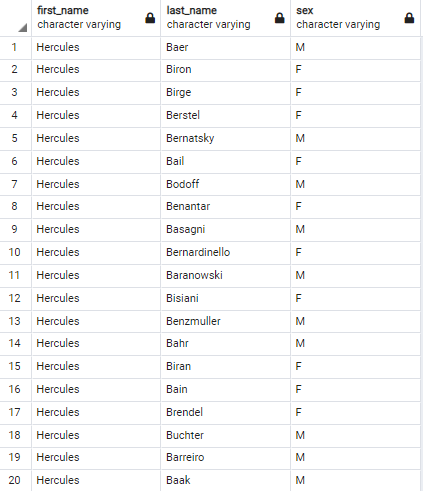 first_name last_name sex
character varying character varying character varying
1 Hercules Baer M
2 Hercules Biron F
3 Hercules Birge F
4 Hercules Berstel F
5 Hercules Bernatsky M
6 Hercules Bail F
7 Hercules Bodoff M
8 Hercules Benantar F
9 Hercules Basagni M
10 Hercules Bernardinello F
11 Hercules Baranowski M
12 Hercules Bisiani F
13 Hercules Benzmuller M
14 Hercules Bahr M
15 Hercules Biran F
16 Hercules Bain F
17 Hercules Brendel F
18 Hercules Buchter M
19 Hercules Barreiro M
20 Hercules Baak M